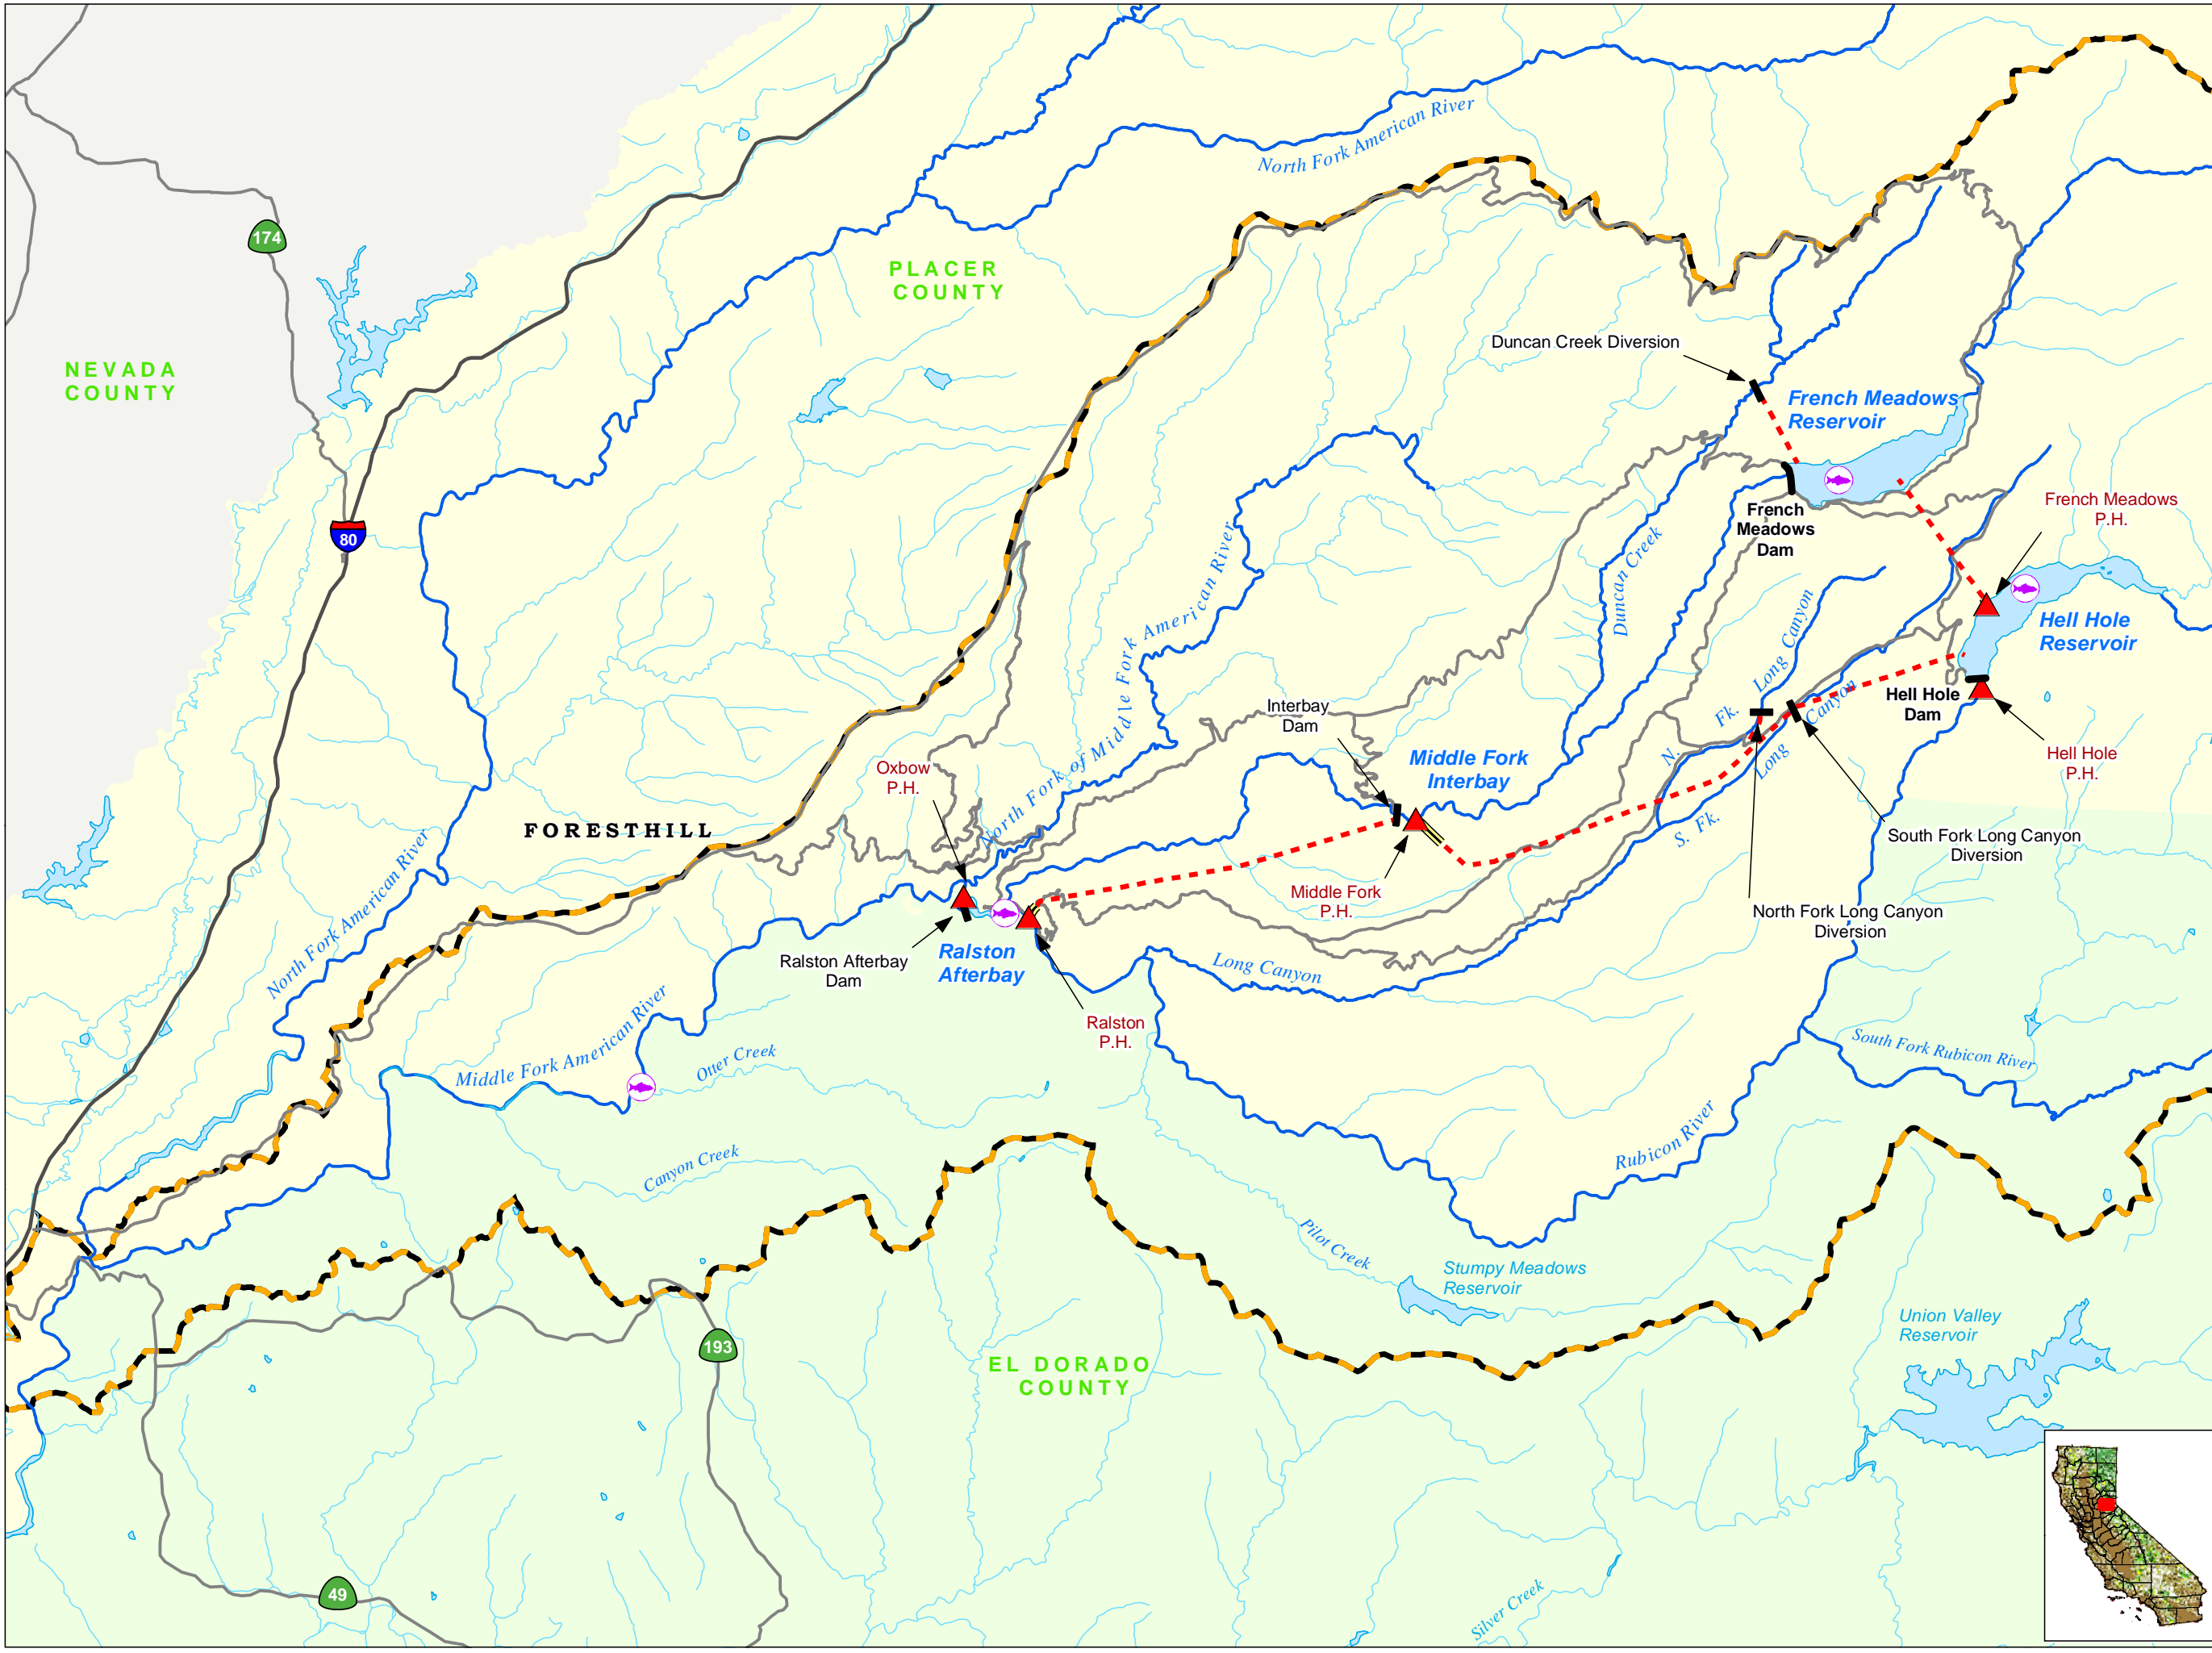 North Fork American River
174
PLACER
COUNTY
NEVADA
COUNTY
Duncan Creek Diversion
French Meadows
Reservoir
French Meadows
P.H.
French
Meadows
Dam
80
North Fork of Middle Fork American River
Duncan Creek
N. Fk. Long Canyon
Hell Hole
Reservoir
Hell Hole
Dam
Hell Hole
P.H.
S. Fk. Long Canyon
Interbay
Dam
Middle Fork
Interbay
Oxbow
P.H.
FORESTHILL
South Fork Long Canyon
Diversion
Middle Fork
P.H.
North Fork Long Canyon
Diversion
North Fork American River
Ralston Afterbay
Dam
Ralston
Afterbay
Long Canyon
Ralston
P.H.
Middle Fork American River
Otter Creek
South Fork Rubicon River
Canyon Creek
Rubicon River
Pilot Creek
Stumpy Meadows
Reservoir
Union Valley
Reservoir
193
EL DORADO
COUNTY
49
Silver Creek